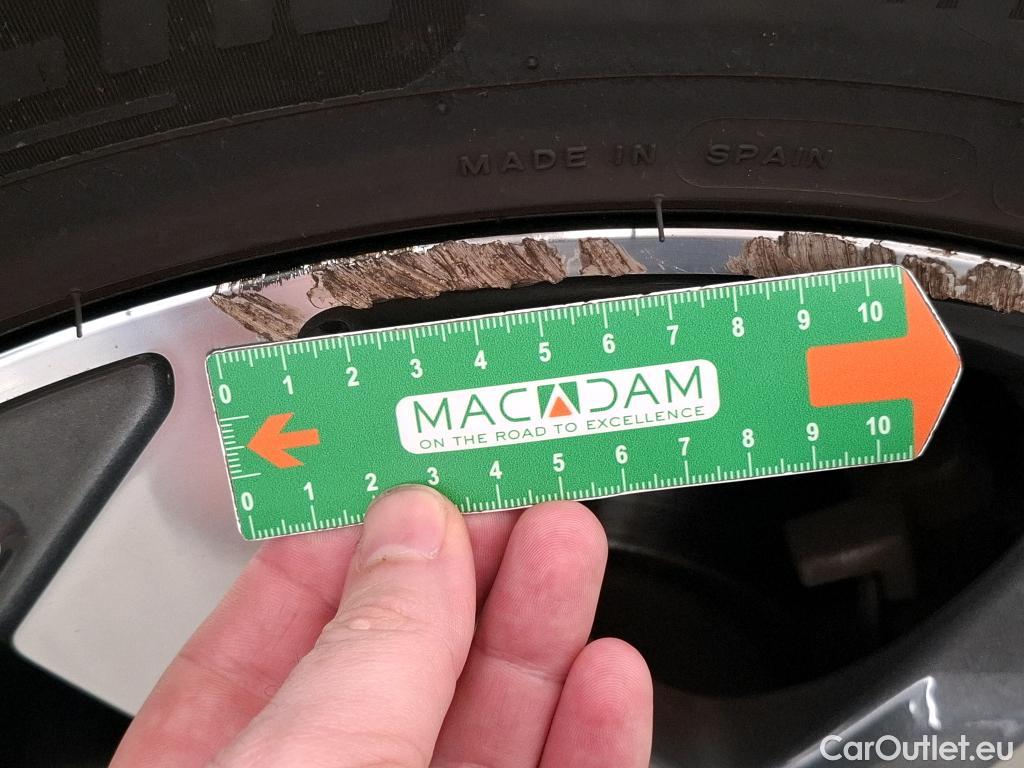 MADE IN SPAIN
0 1 2 3 4 5 6 7 8 9 10
MACADAM
ON THE ROAD TO EXCELLENCE
0 1 2 3 4 5 6 7 8 9 10
CarOutlet.eu